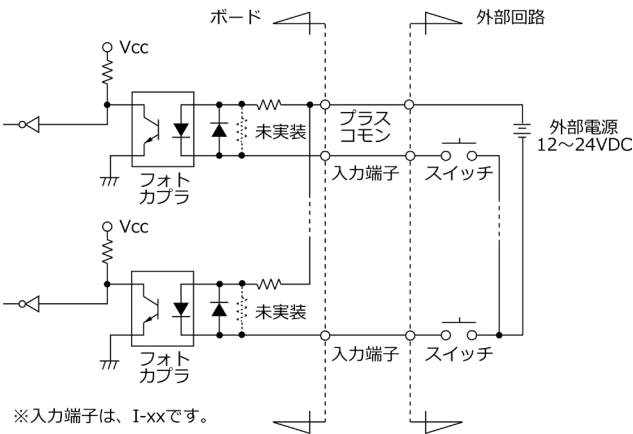 ボード
外部回路
Vcc
プラス
コモン
未実装
外部電源
12～24VDC
入力端子
スイッチ
フォト
カプラ
Vcc
未実装
入力端子
スイッチ
フォト
カプラ
※入力端子は、I-xxです。